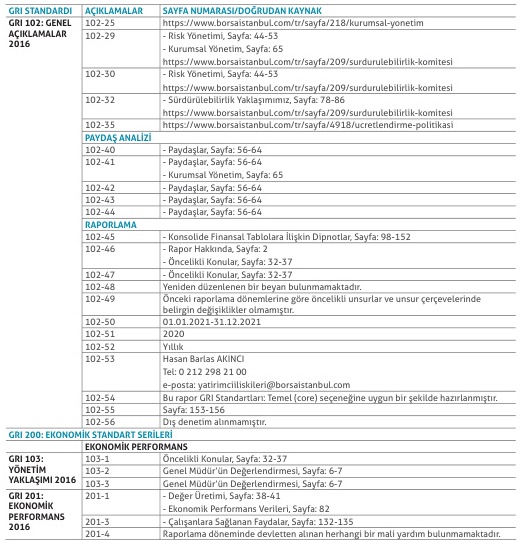 GRI STANDARDI AÇIKLAMALAR SAYFA NUMARASI/DOĞRUDAN KAYNAK
GRI 102: GENEL AÇIKLAMALAR 2016
102-25 https://www.borsaistanbul.com/tr/sayfa/218/kurumsal-yonetim
102-29 - Risk Yönetimi, Sayfa: 44-53
- Kurumsal Yönetim, Sayfa: 65
https://www.borsaistanbul.com/tr/sayfa/209/surdurulebilirlik-komitesi
102-30 - Risk Yönetimi, Sayfa: 44-53
https://www.borsaistanbul.com/tr/sayfa/209/surdurulebilirlik-komitesi
102-32 - Sürdürülebilirlik Yaklaşımımız, Sayfa: 78-86
https://www.borsaistanbul.com/tr/sayfa/209/surdurulebilirlik-komitesi
102-35 https://www.borsaistanbul.com/tr/sayfa/4918/ucretlendirme-politikasi
PAYDAŞ ANALİZİ
102-40 - Paydaşlar, Sayfa: 56-64
102-41 - Paydaşlar, Sayfa: 56-64
- Kurumsal Yönetim, Sayfa: 65
102-42 - Paydaşlar, Sayfa: 56-64
102-43 - Paydaşlar, Sayfa: 56-64
102-44 - Paydaşlar, Sayfa: 56-64
RAPORLAMA
102-45 - Konsolide Finansal Tablolara İlişkin Dipnotlar, Sayfa: 98-152
102-46 - Rapor Hakkında, Sayfa: 2
- Öncelikli Konular, Sayfa: 32-37
102-47 - Öncelikli Konular, Sayfa: 32-37
102-48 Yeniden düzenlenen bir beyan bulunmamaktadır.
102-49 Önceki raporlama dönemlerine göre öncelikli unsurlar ve unsur çerçevelerinde
belirgin değişiklikler olmamıştır.
102-50 01.01.2021-31.12.2021
102-51 2020
102-52 Yıllık
102-53 Hasan Barlas AKINCI
Tel: 0 212 298 21 00
e-posta: yatirimciiliskileri@borsaistanbul.com
102-54 Bu rapor GRI Standartları: Temel (core) seçeneğine uygun bir şekilde hazırlanmıştır.
102-55 Sayfa: 153-156
102-56 Dış denetim alınmamıştır.
GRI 200: EKONOMİK STANDART SERİLERİ
EKONOMİK PERFORMANS
GRI 103: YÖNETİM YAKLAŞIMI 2016
103-1 Öncelikli Konular, Sayfa: 32-37
103-2 Genel Müdür'ün Değerlendirmesi, Sayfa: 6-7
103-3 Genel Müdür'ün Değerlendirmesi, Sayfa: 6-7
GRI 201: EKONOMİK PERFORMANS 2016
201-1 - Değer Üretimi, Sayfa: 38-41
- Ekonomik Performans Verileri, Sayfa: 82
201-3 - Çalışanlara Sağlanan Faydalar, Sayfa: 132-135
201-4 Raporlama döneminde devletten alınan herhangi bir mali yardım bulunmamaktadır.